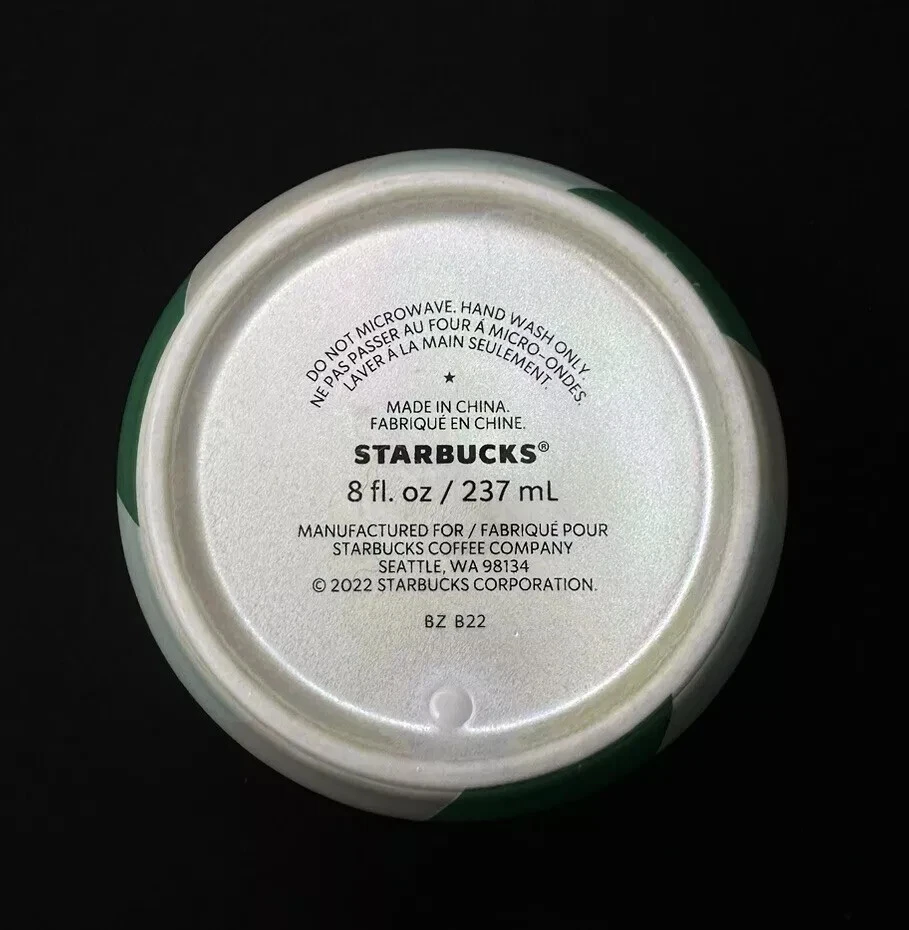 DO NOT MICROWAVE. HAND WASH ONLY.
NE PAS PASSER AU FOUR À MICRO-ONDES.
LAVER À LA MAIN SEULEMENT.
MADE IN CHINA.
FABRIQUÉ EN CHINE.
STARBUCKS®
8 fl. oz / 237 mL
MANUFACTURED FOR / FABRIQUÉ POUR
STARBUCKS COFFEE COMPANY
SEATTLE, WA 98134
© 2022 STARBUCKS CORPORATION.
BZ B22